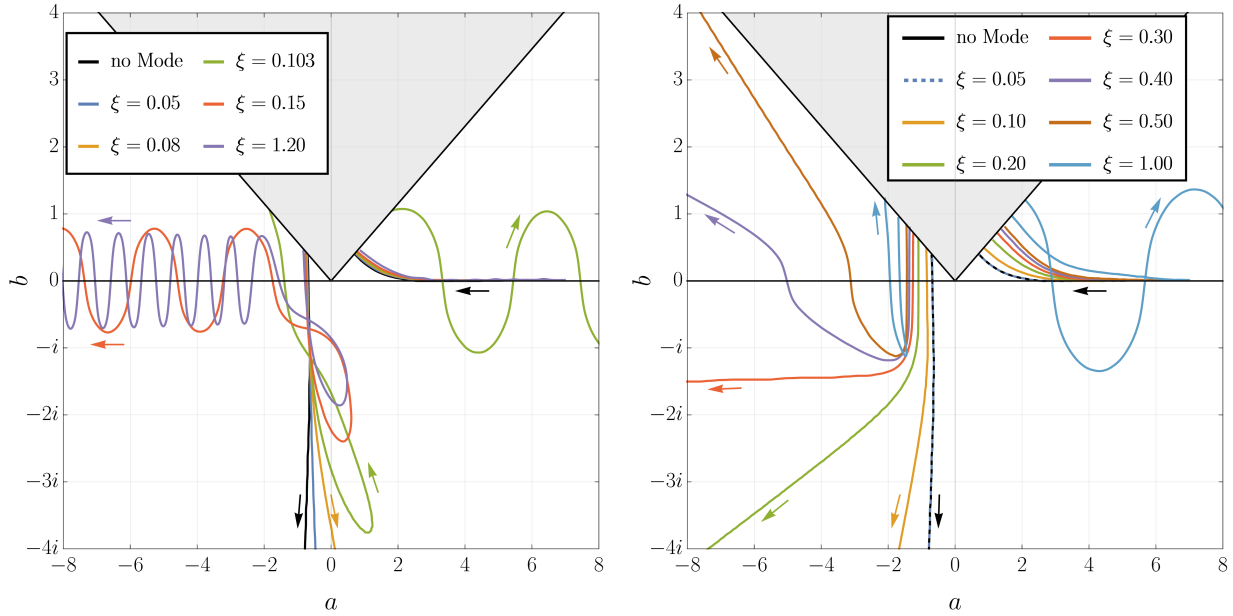 no Mode
ξ = 0.05
ξ = 0.08
ξ = 0.103
ξ = 0.15
ξ = 1.20
4
3
2
1
0
−i
−2i
−3i
−4i
b
−8 −6 −4 −2 0 2 4 6 8
a
no Mode
ξ = 0.05
ξ = 0.10
ξ = 0.20
ξ = 0.30
ξ = 0.40
ξ = 0.50
ξ = 1.00
4
3
2
1
0
−i
−2i
−3i
−4i
b
−8 −6 −4 −2 0 2 4 6 8
a